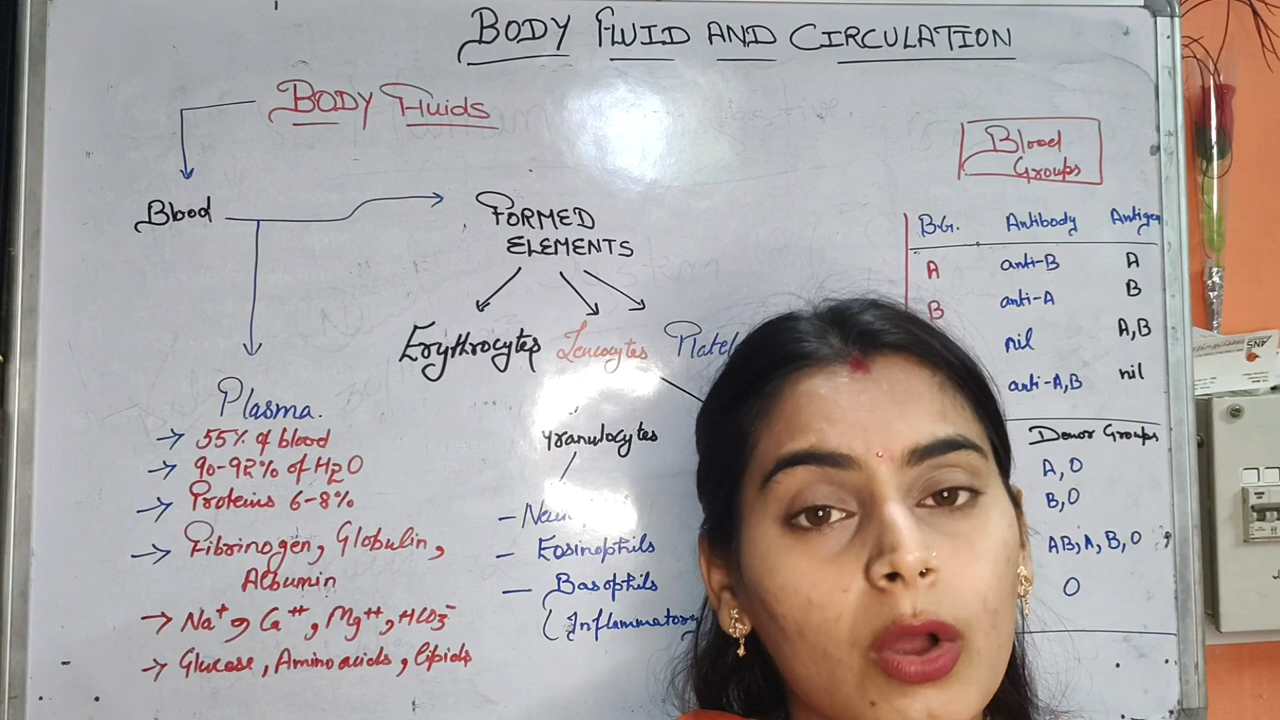 BODY FLUID AND CIRCULATION
BODY Fluids
Blood
FORMED
ELEMENTS
Erythrocytes Leucocytes Platel
Plasma.
→ 55% of blood
→ 90-92% of H2O
→ Proteins 6-8%
→ Fibrinogen, Globulin,
Albumin
→ Na⁺, Ca⁺⁺, Mg⁺⁺, HCO3⁻
→ Glucose, Amino acids, lipids
Granulocytes
- Neu
- Eosinophils
- Basophils
(Inflammatory
Blood
Groups
B.G. Antibody Antigen
A anti-B A
B anti-A B
nil A,B
anti-A,B nil
Donor Groups
A, O
B, O
AB, A, B, O
O